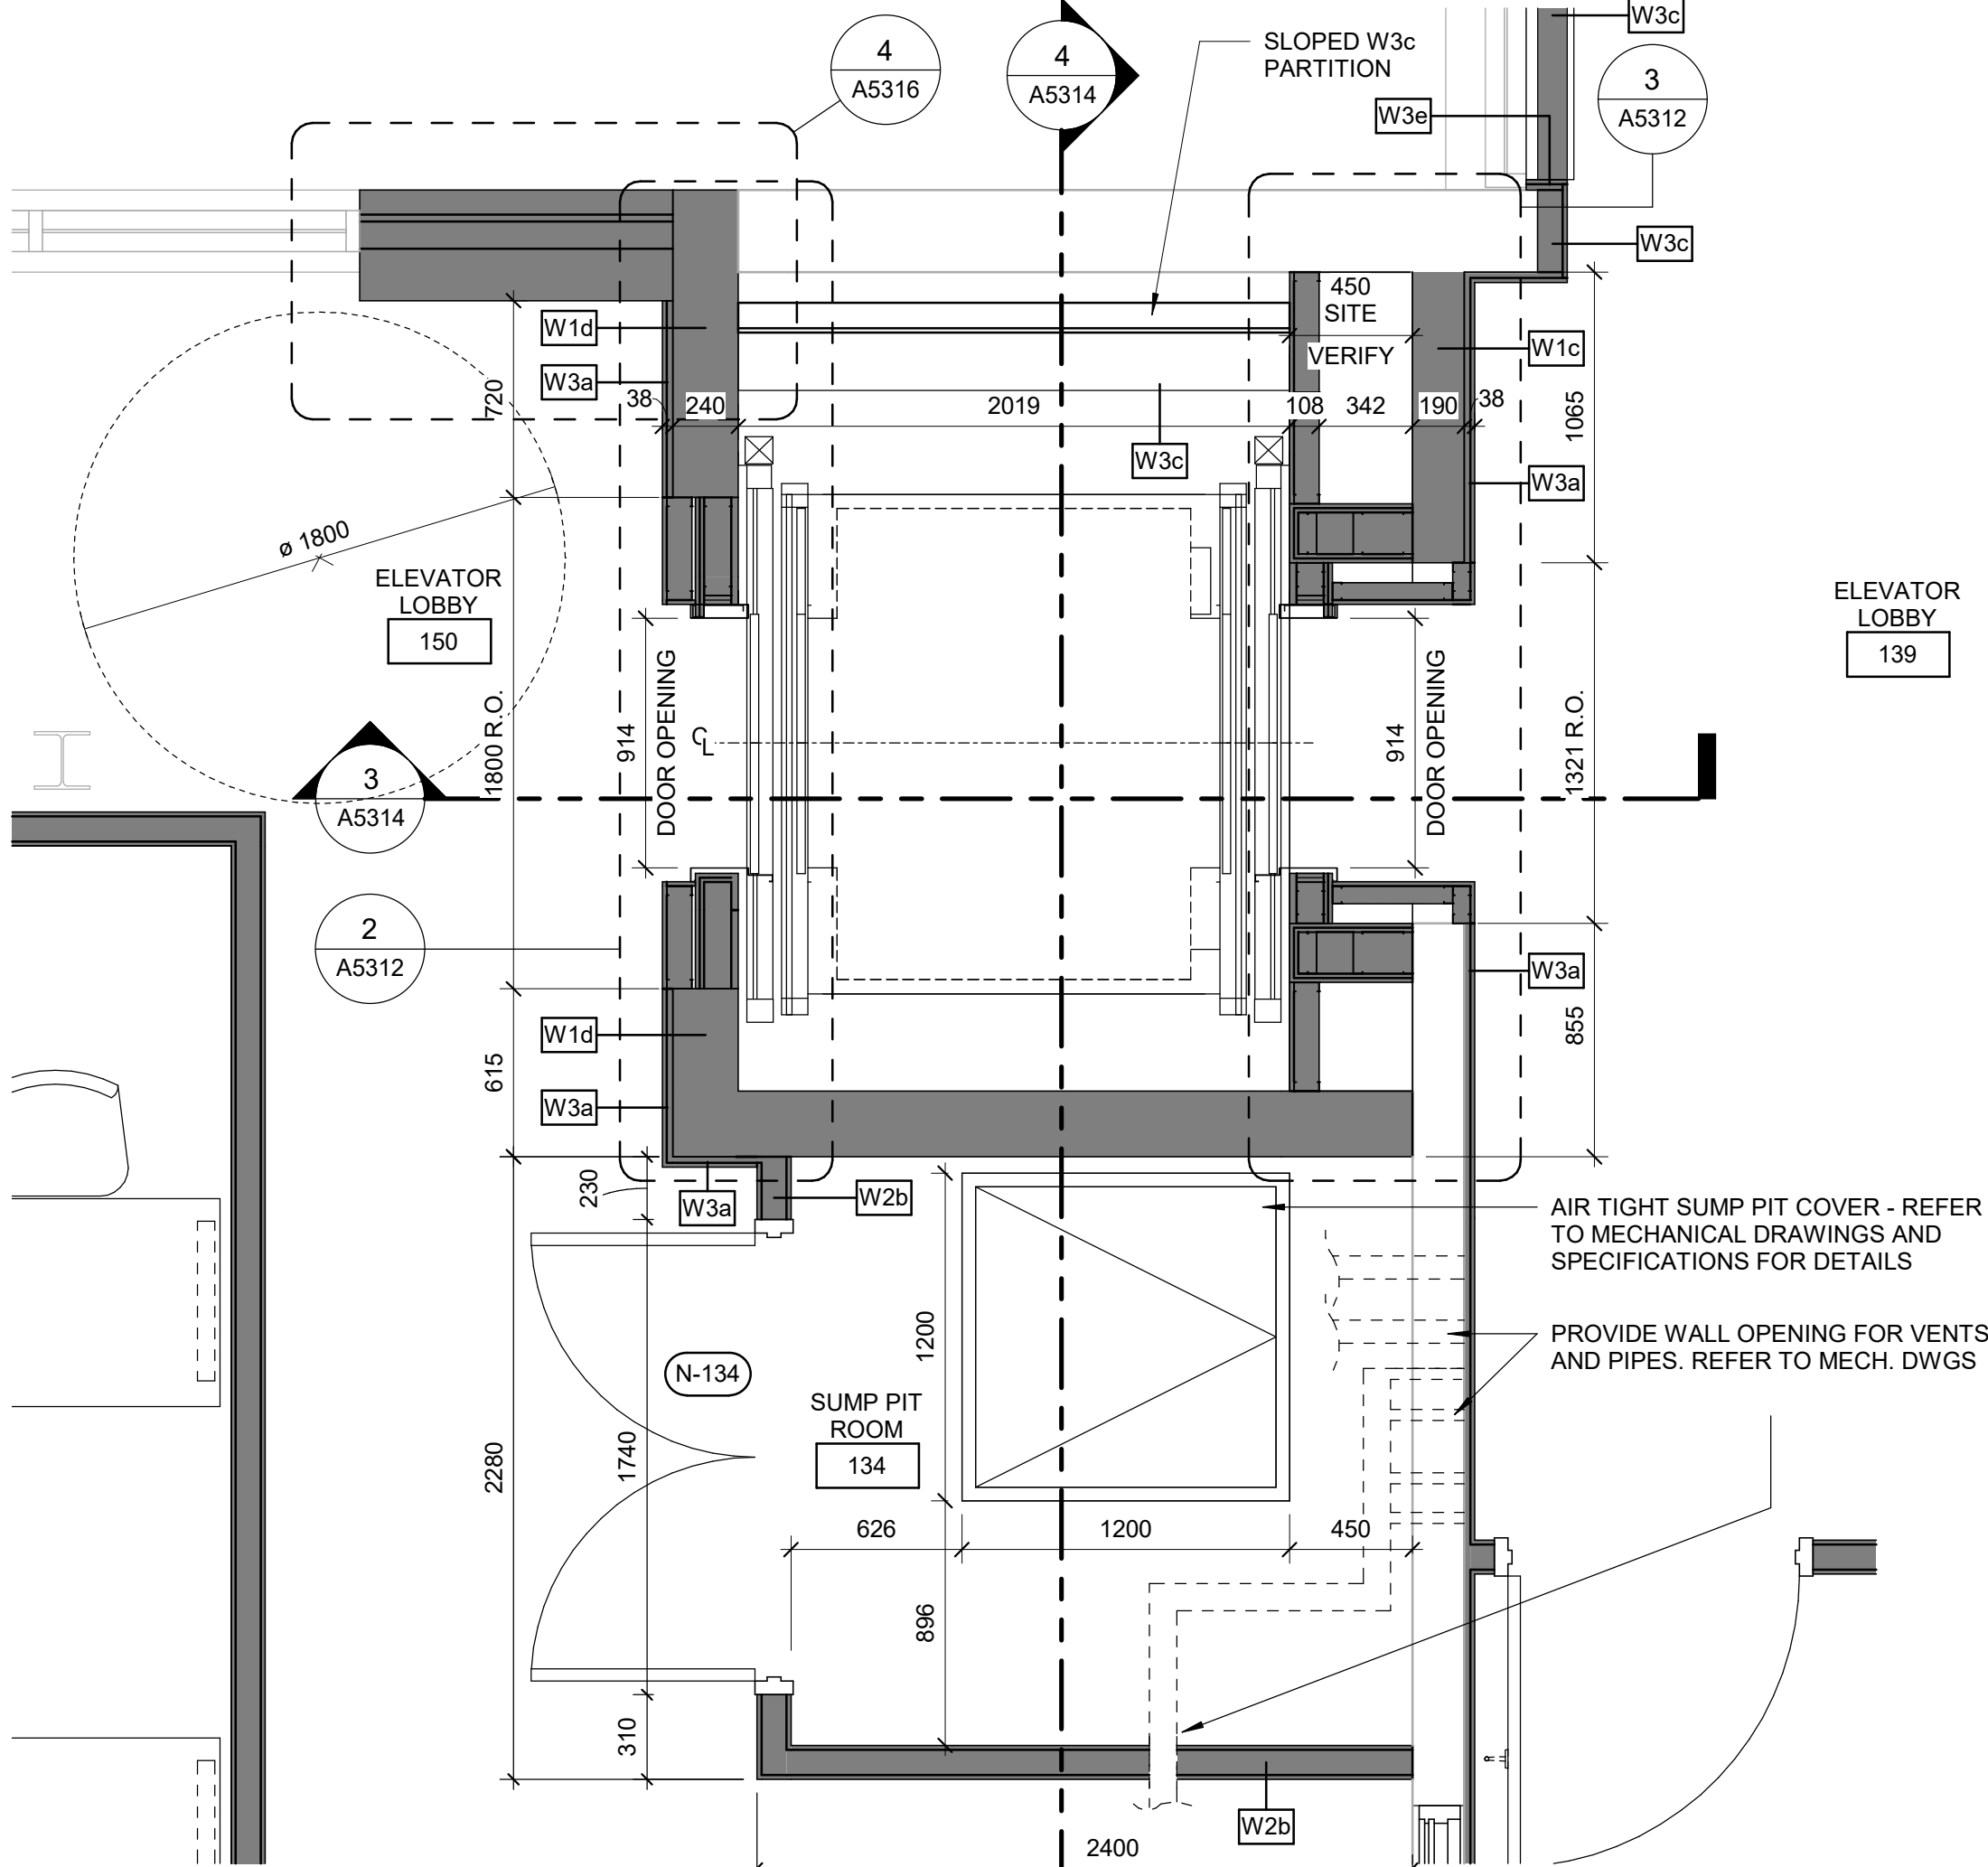 W3c
4
A5316
4
A5314
SLOPED W3c
PARTITION
3
A5312
W3e
W3c
450
SITE
VERIFY
W1d
W3a
W1c
720
38
240
2019
108
342
190
38
1065
W3c
W3a
ø 1800
ELEVATOR
LOBBY
150
ELEVATOR
LOBBY
139
1800 R.O.
914
DOOR OPENING
CL
914
DOOR OPENING
1321 R.O.
3
A5314
2
A5312
W3a
W1d
615
855
W3a
230
W3a
W2b
AIR TIGHT SUMP PIT COVER - REFER
TO MECHANICAL DRAWINGS AND
SPECIFICATIONS FOR DETAILS
1200
PROVIDE WALL OPENING FOR VENTS
AND PIPES. REFER TO MECH. DWGS
N-134
SUMP PIT
ROOM
134
2280
1740
626
1200
450
896
310
W2b
2400